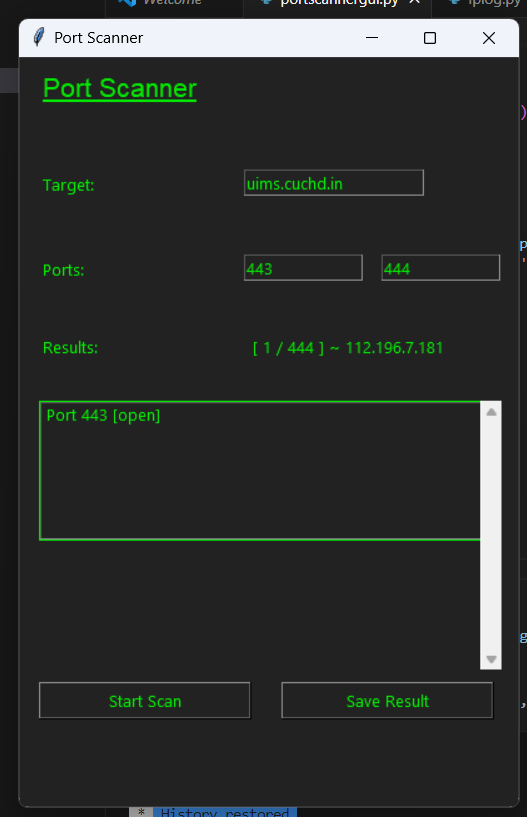 Welcome
portscannergui.py
iplog.py
Port Scanner
Port Scanner
Target:
uims.cuchd.in
Ports:
443
444
Results:
[ 1 / 444 ] ~ 112.196.7.181
Port 443 [open]
Start Scan
Save Result
* History restored